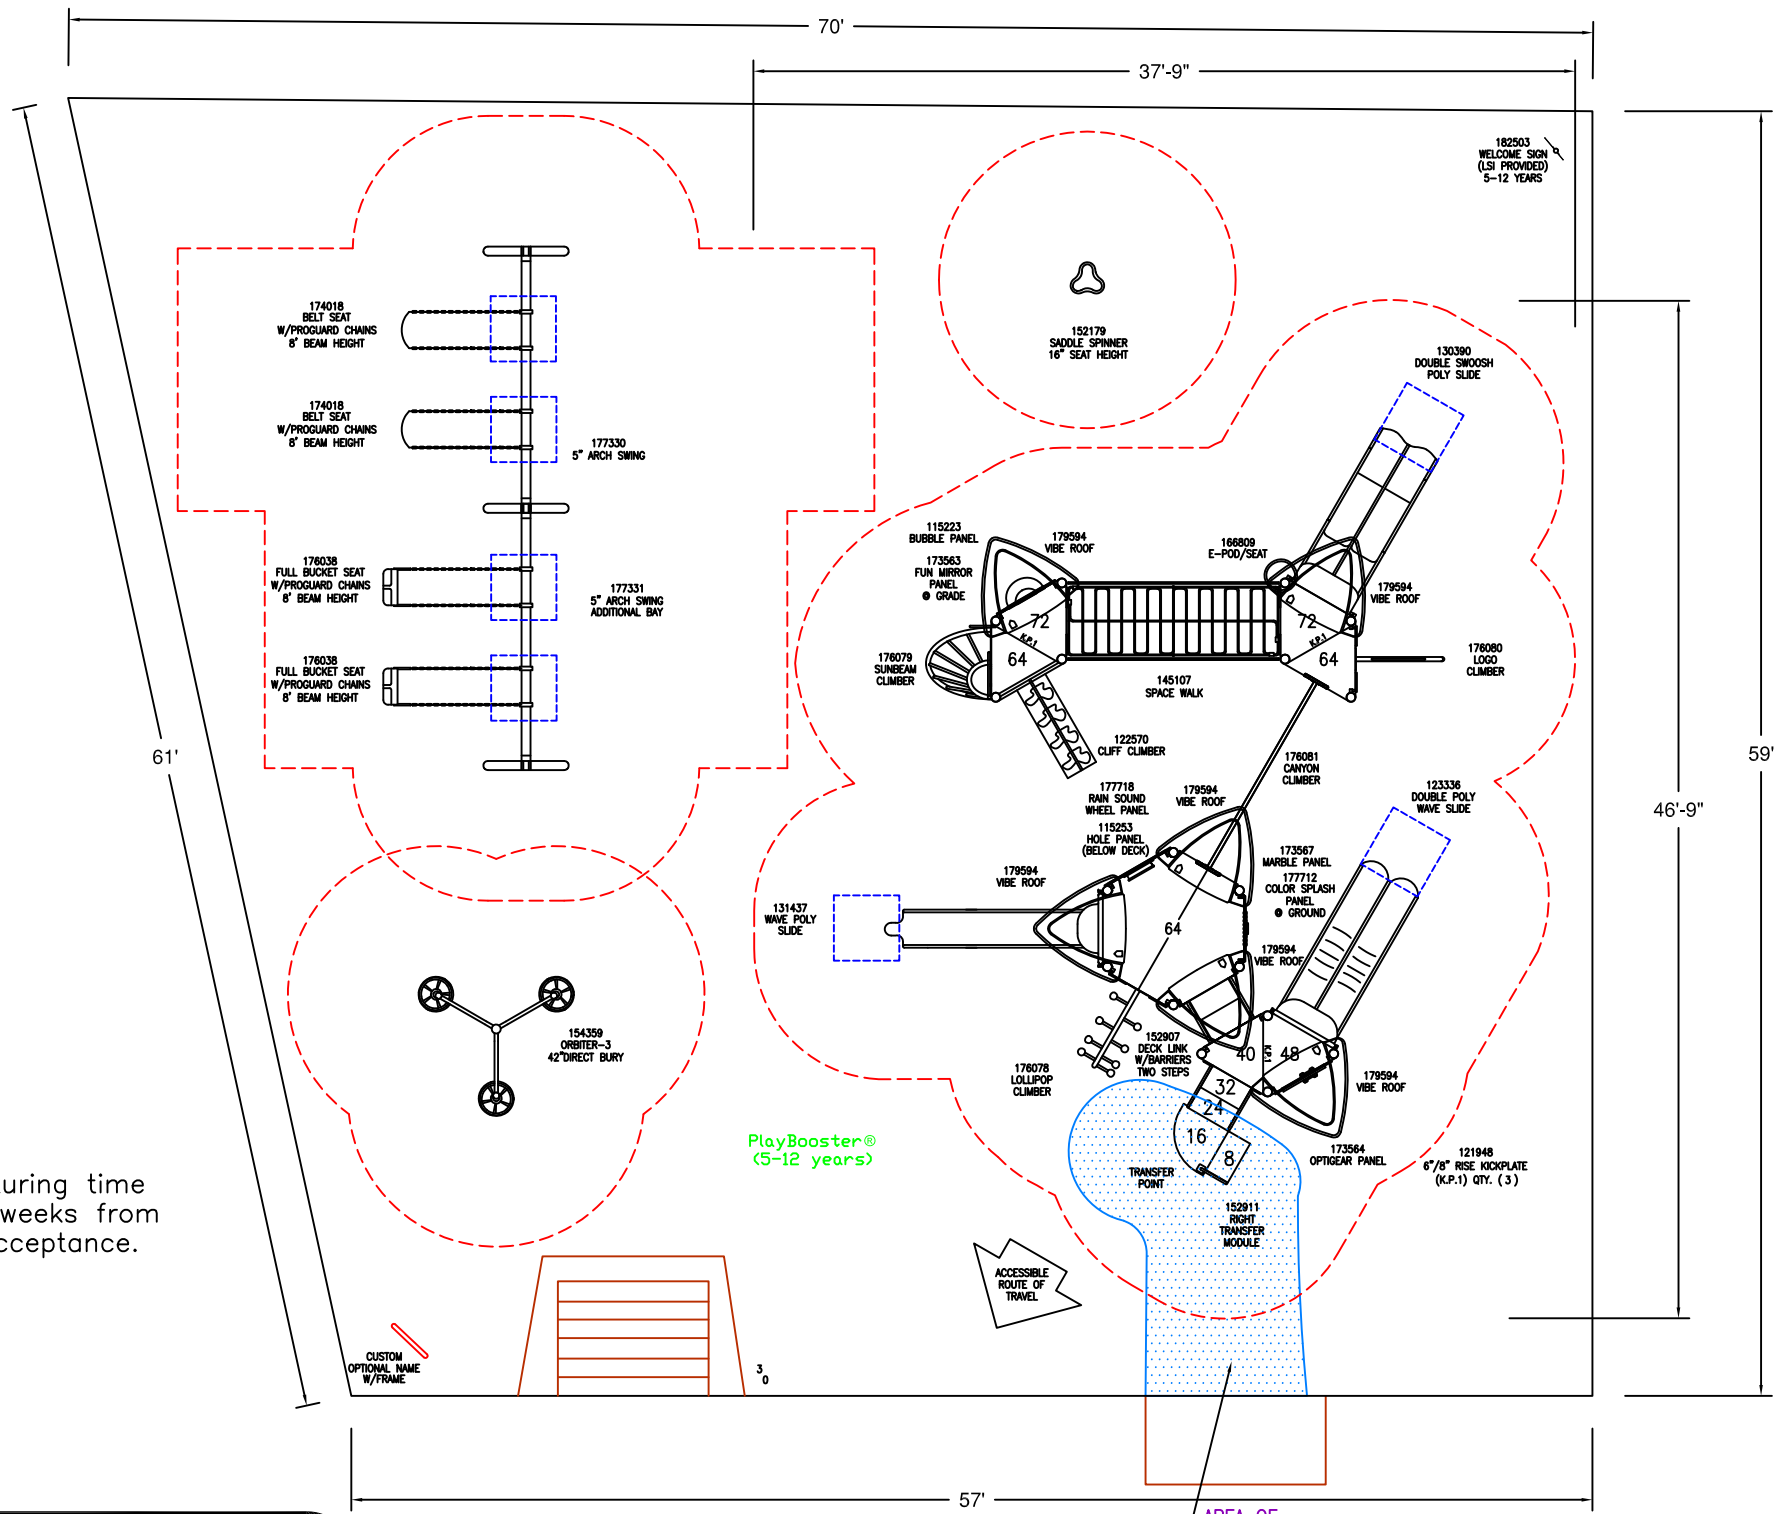 70'
37'-9"
182503
WELCOME SIGN
(LSI PROVIDED)
5-12 YEARS
174018
BELT SEAT
W/PROGUARD CHAINS
8' BEAM HEIGHT
152179
SADDLE SPINNER
16" SEAT HEIGHT
130390
DOUBLE SWOOSH
POLY SLIDE
174018
BELT SEAT
W/PROGUARD CHAINS
8' BEAM HEIGHT
177330
5" ARCH SWING
115223
BUBBLE PANEL
173563
FUN MIRROR
PANEL
@ GRADE
179594
VIBE ROOF
166809
E-POD/SEAT
179594
VIBE ROOF
176038
FULL BUCKET SEAT
W/PROGUARD CHAINS
8' BEAM HEIGHT
177331
5" ARCH SWING
ADDITIONAL BAY
72
K.P.1
64
72
K.P.1
64
176079
SUNBEAM
CLIMBER
176080
LOGO
CLIMBER
176038
FULL BUCKET SEAT
W/PROGUARD CHAINS
8' BEAM HEIGHT
145107
SPACE WALK
122570
CLIFF CLIMBER
176081
CANYON
CLIMBER
61'
59'
46'-9"
177718
RAIN SOUND
WHEEL PANEL
115253
HOLE PANEL
(BELOW DECK)
179594
VIBE ROOF
123336
DOUBLE POLY
WAVE SLIDE
173567
MARBLE PANEL
177712
COLOR SPLASH
PANEL
@ GROUND
179594
VIBE ROOF
131437
WAVE POLY
SLIDE
64
179594
VIBE ROOF
154359
ORBITER-3
42"DIRECT BURY
152907
DECK LINK
W/BARRIERS
TWO STEPS
40
K.P.1
48
176078
LOLLIPOP
CLIMBER
179594
VIBE ROOF
32
24
16
8
PlayBooster®
(5-12 years)
TRANSFER
POINT
173564
OPTIGEAR PANEL
121948
6"/8" RISE KICKPLATE
(K.P.1) QTY. ( 3 )
152911
RIGHT
TRANSFER
MODULE
uring time
weeks from
cceptance.
ACCESSIBLE
ROUTE OF
TRAVEL
CUSTOM
OPTIONAL NAME
W/FRAME
3
0
57'
AREA OF